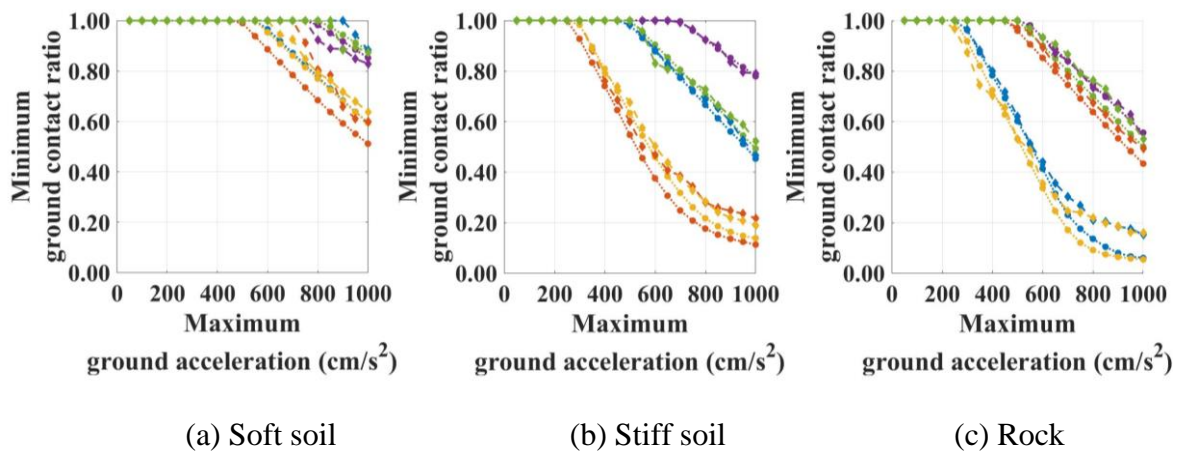 Minimum
ground contact ratio
1.00
0.80
0.60
0.40
0.20
0.00
0 200 400 600 800 1000
Maximum
ground acceleration (cm/s²)
(a) Soft soil
Minimum
ground contact ratio
1.00
0.80
0.60
0.40
0.20
0.00
0 200 400 600 800 1000
Maximum
ground acceleration (cm/s²)
(b) Stiff soil
Minimum
ground contact ratio
1.00
0.80
0.60
0.40
0.20
0.00
0 200 400 600 800 1000
Maximum
ground acceleration (cm/s²)
(c) Rock